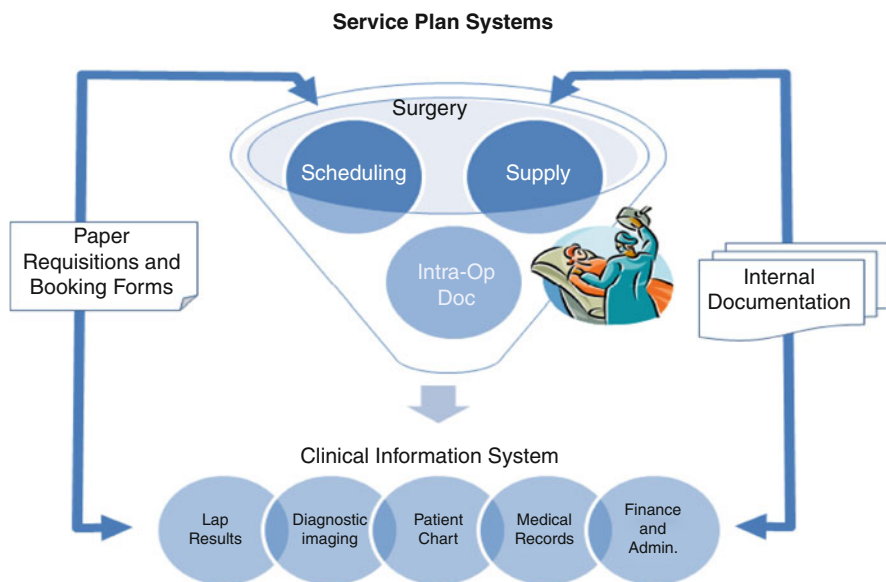 Service Plan Systems
Surgery
Scheduling
Supply
Paper
Requisitions and
Booking Forms
Intra-Op
Doc
Internal
Documentation
Clinical Information System
Lap
Results
Diagnostic
imaging
Patient
Chart
Medical
Records
Finance
and
Admin.